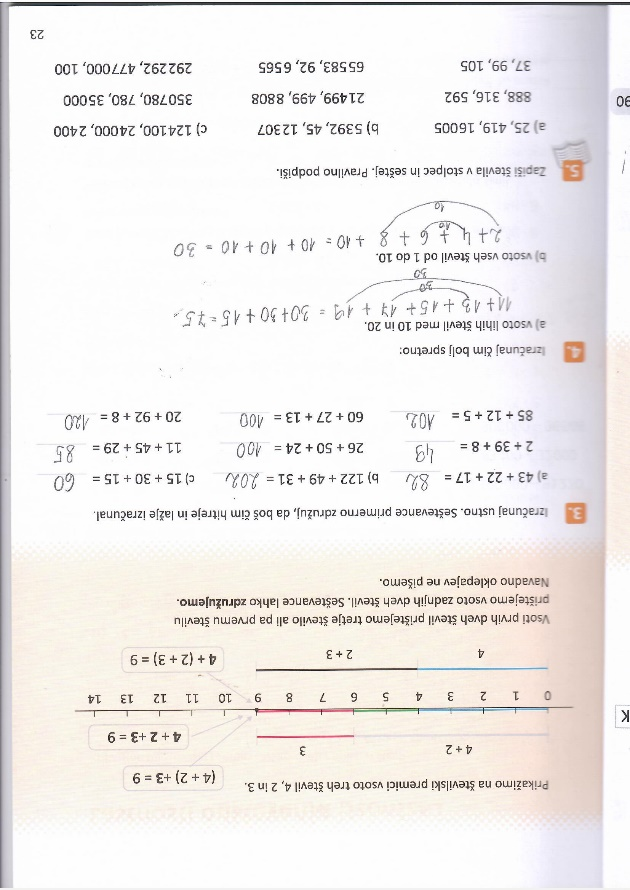 Prikažimo na številski premici vsoto treh števil 4, 2 in 3.
(4 + 2) +3 = 9
4 + 2
3
4 + 2 +3 = 9
0 1 2 3 4 5 6 7 8 9 10 11 12 13 14
4
2 + 3
4 + (2 + 3) = 9
Vsoti prvih dveh števil prištejemo tretje število ali pa prvemu številu
prištejemo vsoto zadnjih dveh števil. Seštevance lahko združujemo.
Navadno oklepajev ne pišemo.
3. Izračunaj ustno. Seštevance primerno združuj, da boš čim hitreje in lažje izračunal.
a) 43 + 22 + 17 = 82 b) 122 + 49 + 31 = 202 c) 15 + 30 + 15 = 60
2 + 39 + 8 = 49 26 + 50 + 24 = 100 11 + 45 + 29 = 85
85 + 12 + 5 = 102 60 + 27 + 13 = 100 20 + 92 + 8 = 120
4. Izračunaj čim bolj spretno:
a) vsoto lihih števil med 10 in 20.
11 + 13 + 15 + 17 + 19 = 30 + 30 + 15 = 75
30
30
b) vsoto vseh števil od 1 do 10.
2 + 4 + 6 + 8 + 10 = 10 + 10 + 10 = 30
10
10
5. Zapiši števila v stolpec in seštej. Pravilno podpiši.
a) 25, 419, 16005 b) 5392, 45, 12307 c) 124100, 24000, 2400
888, 316, 592 21499, 499, 8808 350780, 780, 35000
37, 99, 105 65583, 92, 6565 292292, 477000, 100
23
90
K